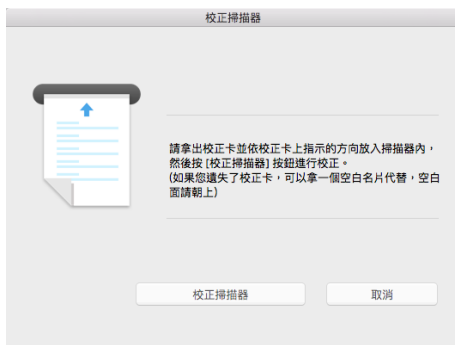 校正掃描器
請拿出校正卡並依校正卡上指示的方向放入掃描器內，
然後按 [校正掃描器] 按鈕進行校正。
(如果您遺失了校正卡，可以拿一個空白名片代替，空白
面請朝上)
校正掃描器
取消